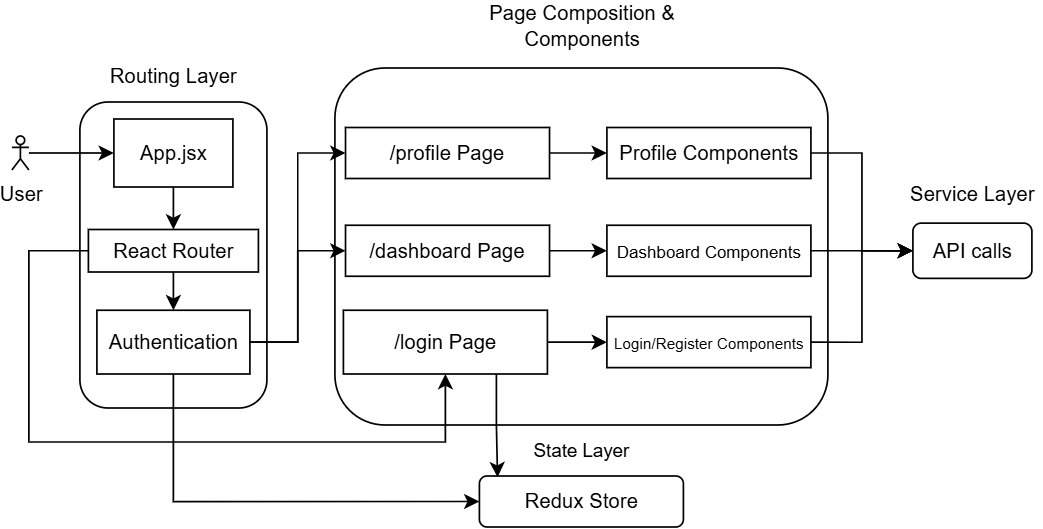 Page Composition &
Components
Routing Layer
App.jsx
/profile Page
Profile Components
User
Service Layer
React Router
/dashboard Page
Dashboard Components
API calls
Authentication
/login Page
Login/Register Components
State Layer
Redux Store